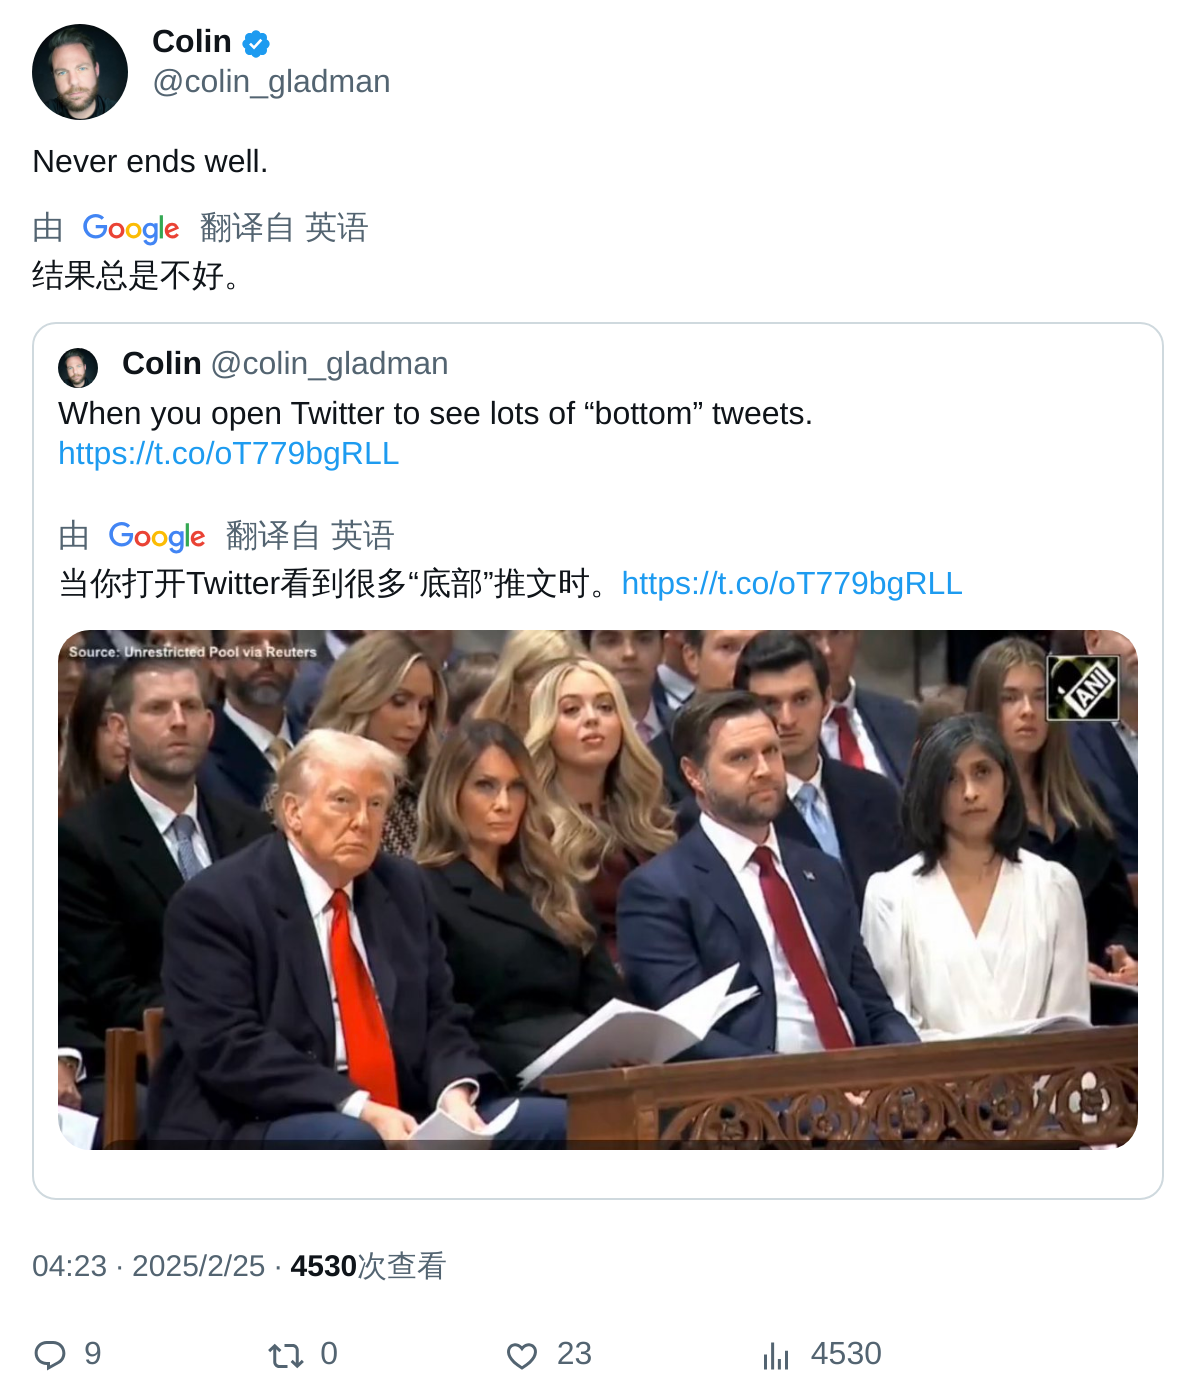 Colin
@colin_gladman
Never ends well.
由 Google 翻译自 英语
结果总是不好。
Colin @colin_gladman
When you open Twitter to see lots of “bottom” tweets.
https://t.co/oT779bgRLL
由 Google 翻译自 英语
当你打开Twitter看到很多“底部”推文时。https://t.co/oT779bgRLL
Source: Unrestricted Pool via Reuters
ANI
04:23 · 2025/2/25 · 4530次查看
9 0 23 4530